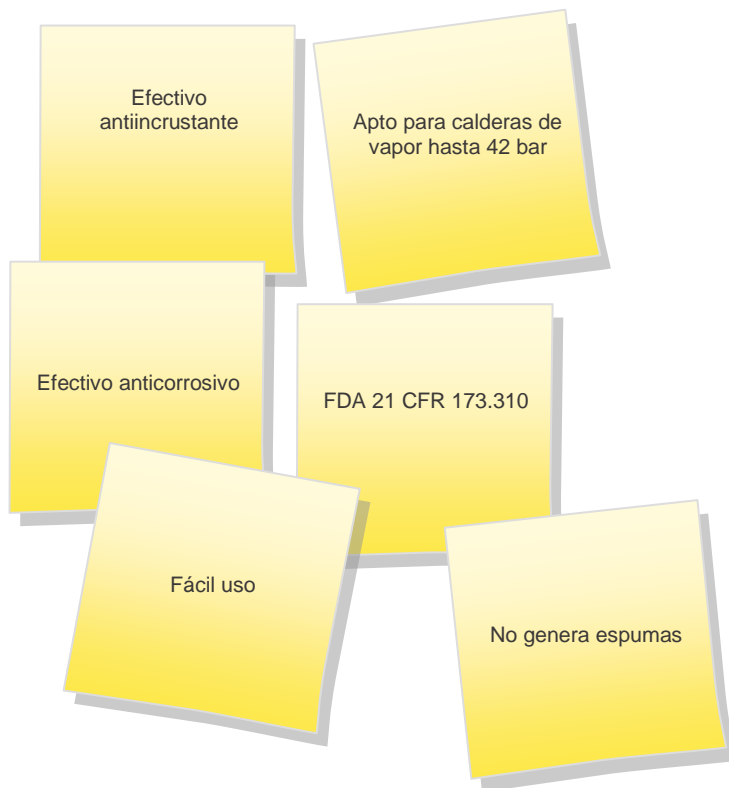 Efectivo
antiincrustante
Apto para calderas de
vapor hasta 42 bar
Efectivo anticorrosivo
FDA 21 CFR 173.310
Fácil uso
No genera espumas